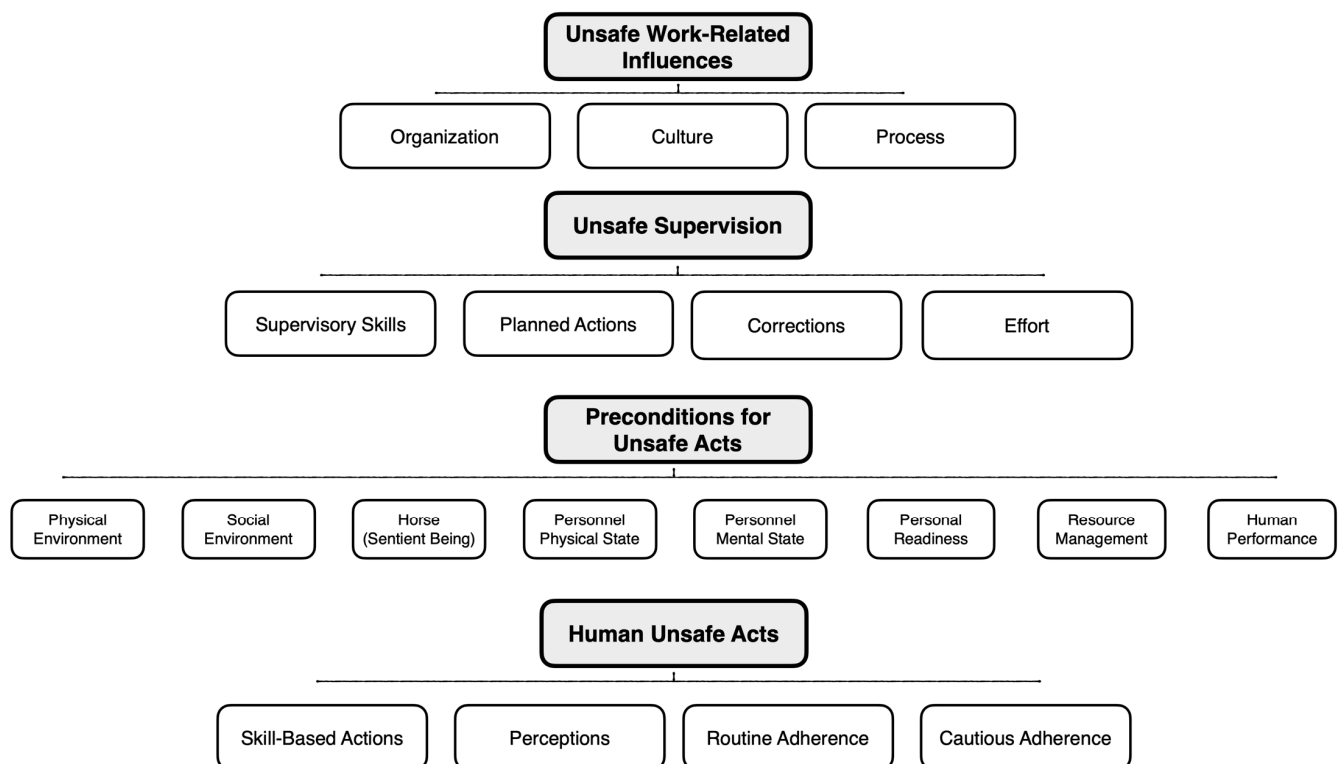 Unsafe Work-Related
Influences
Organization
Culture
Process
Unsafe Supervision
Supervisory Skills
Planned Actions
Corrections
Effort
Preconditions for
Unsafe Acts
Physical
Environment
Social
Environment
Horse
(Sentient Being)
Personnel
Physical State
Personnel
Mental State
Personal
Readiness
Resource
Management
Human
Performance
Human Unsafe Acts
Skill-Based Actions
Perceptions
Routine Adherence
Cautious Adherence